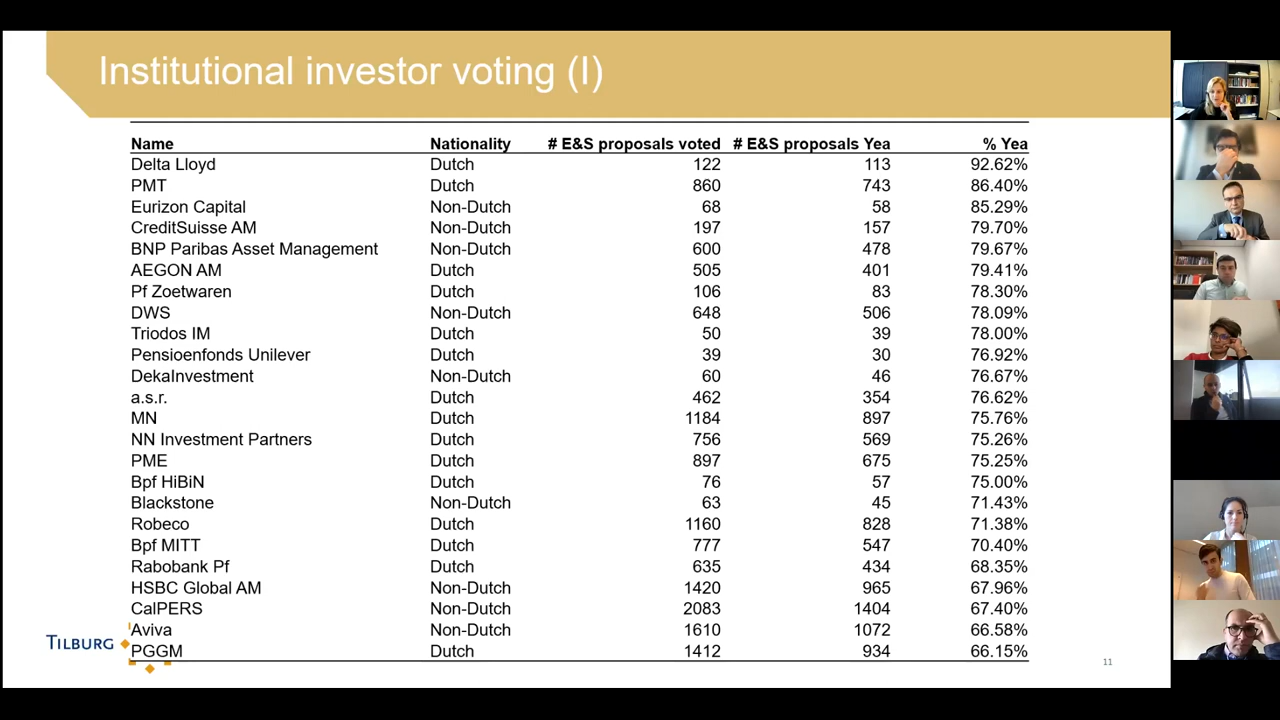 Institutional investor voting (I)
Name Nationality # E&S proposals voted # E&S proposals Yea % Yea
Delta Lloyd Dutch 122 113 92.62%
PMT Dutch 860 743 86.40%
Eurizon Capital Non-Dutch 68 58 85.29%
CreditSuisse AM Non-Dutch 197 157 79.70%
BNP Paribas Asset Management Non-Dutch 600 478 79.67%
AEGON AM Dutch 505 401 79.41%
Pf Zoetwaren Dutch 106 83 78.30%
DWS Non-Dutch 648 506 78.09%
Triodos IM Dutch 50 39 78.00%
Pensioenfonds Unilever Dutch 39 30 76.92%
DekaInvestment Non-Dutch 60 46 76.67%
a.s.r. Dutch 462 354 76.62%
MN Dutch 1184 897 75.76%
NN Investment Partners Dutch 756 569 75.26%
PME Dutch 897 675 75.25%
Bpf HiBiN Dutch 76 57 75.00%
Blackstone Non-Dutch 63 45 71.43%
Robeco Dutch 1160 828 71.38%
Bpf MITT Dutch 777 547 70.40%
Rabobank Pf Dutch 635 434 68.35%
HSBC Global AM Non-Dutch 1420 965 67.96%
CalPERS Non-Dutch 2083 1404 67.40%
Aviva Non-Dutch 1610 1072 66.58%
PGGM Dutch 1412 934 66.15%
TILBURG
11